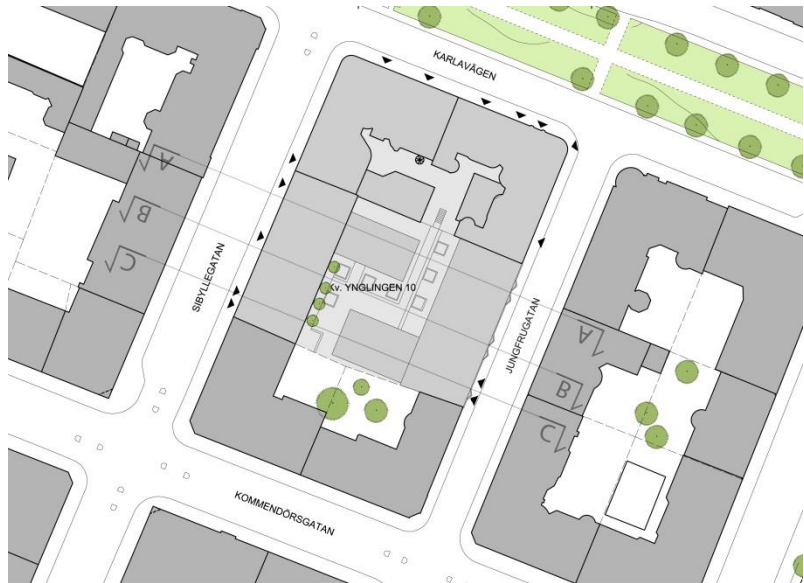 KARLAVÄGEN
A
B
C
SIBYLLEGATAN
Kv. YNGLINGEN 10
JUNGFRUGATAN
A
B
C
KOMMENDÖRSGATAN